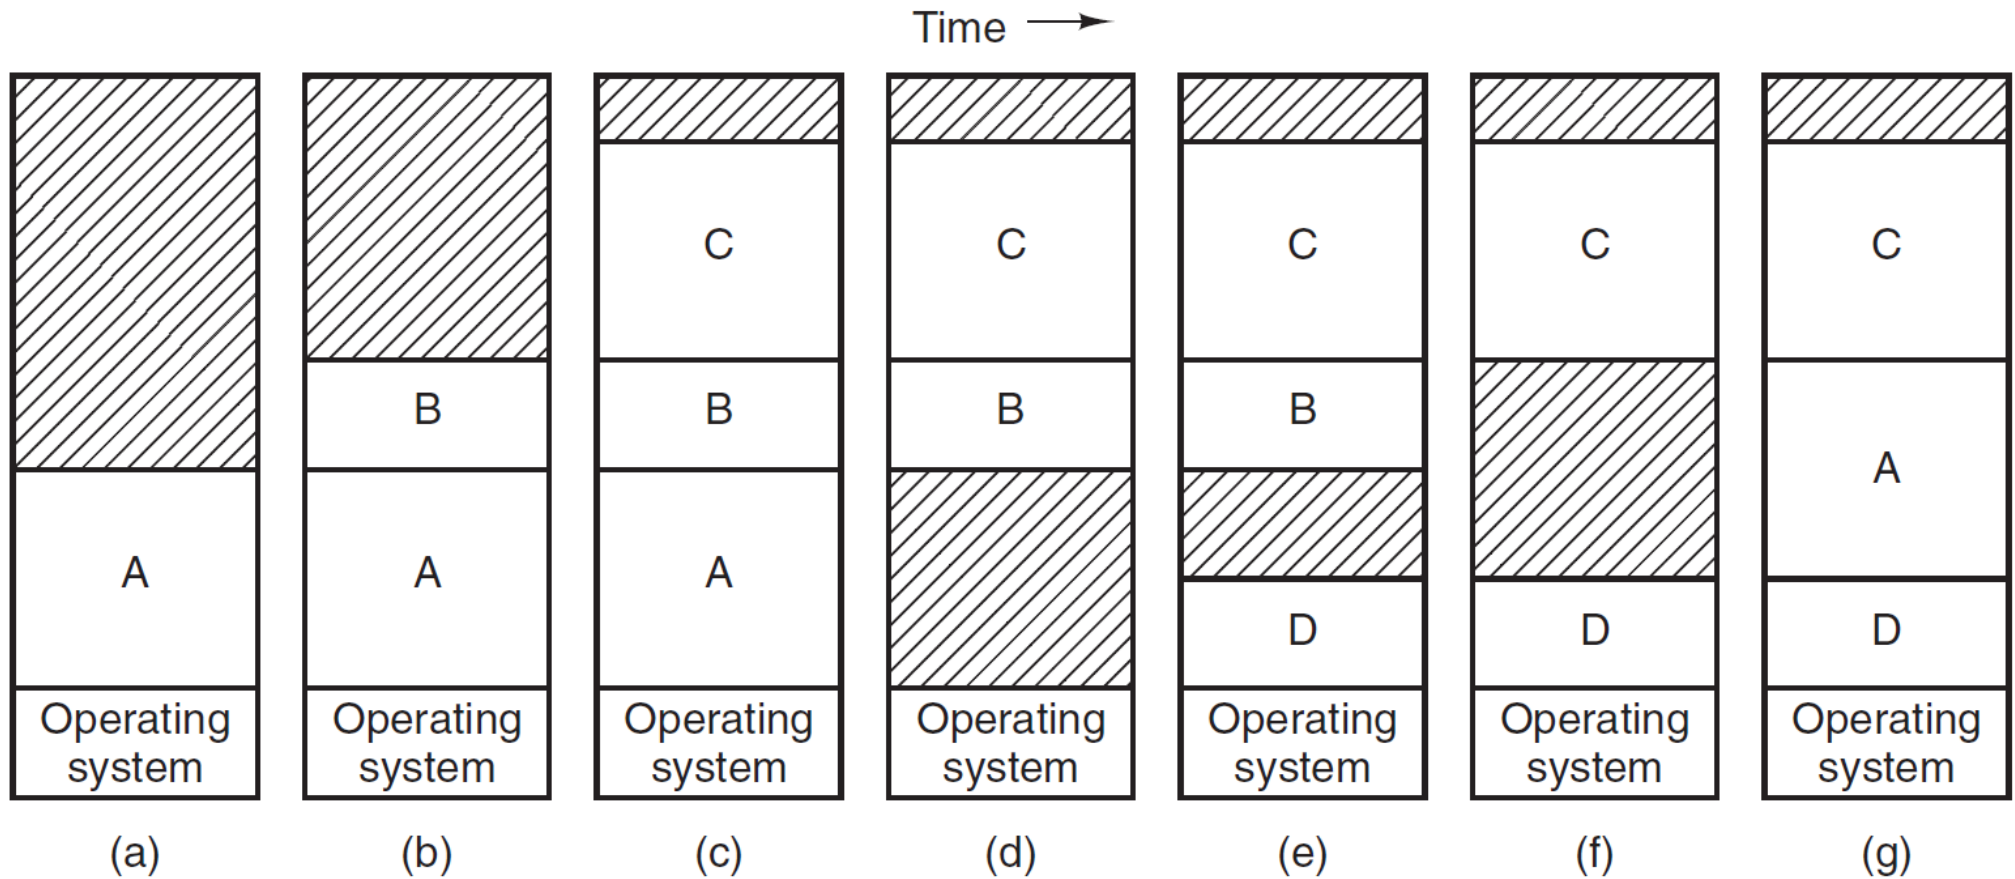 Time
C
C
C
C
C
B
B
B
B
A
A
A
A
D
D
D
Operating
system
Operating
system
Operating
system
Operating
system
Operating
system
Operating
system
Operating
system
(a)
(b)
(c)
(d)
(e)
(f)
(g)